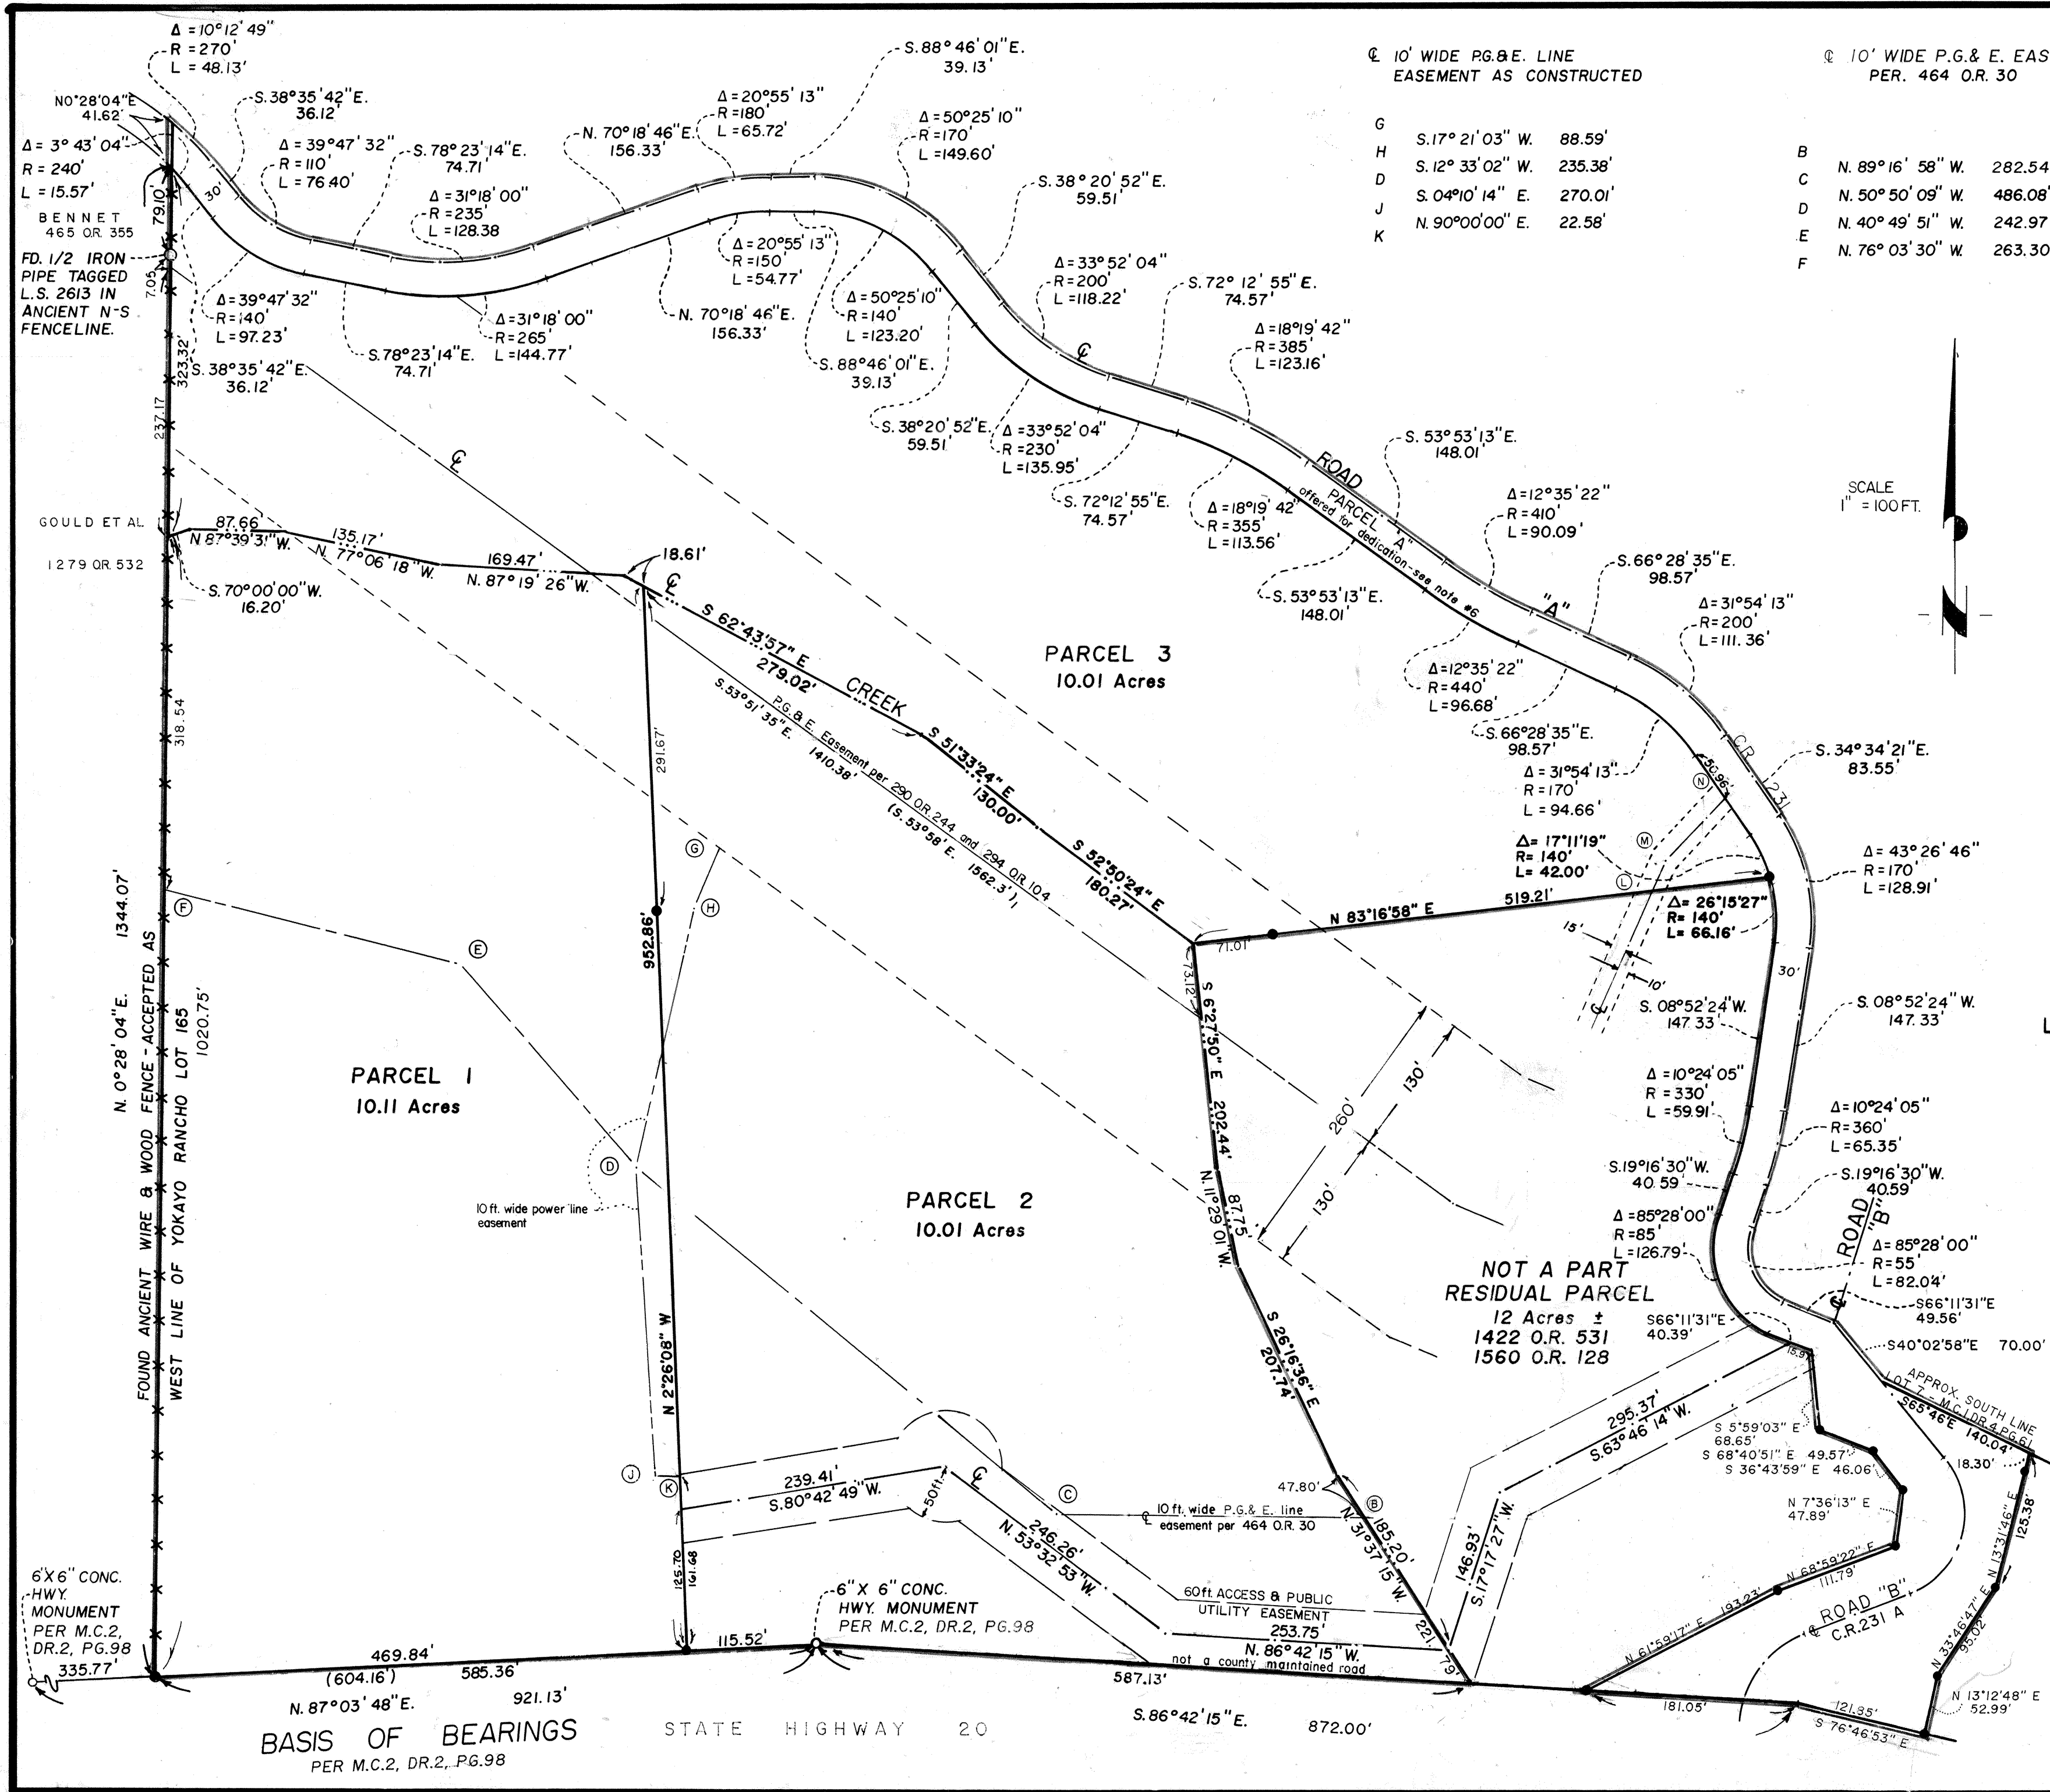 Δ = 10°12'49"
R = 270'
L = 48.13'
N0°28'04"E
41.62'
Δ = 3°43'04"
R = 240'
L = 15.57'
BENNET
465 O.R. 355
FD. 1/2 IRON
PIPE TAGGED
L.S. 2613 IN
ANCIENT N-S
FENCELINE.
79.10'
7.05
323.32'
237.17
30'
S.38°35'42"E.
36.12'
Δ = 39°47'32"
R = 110'
L = 76.40'
S.78°23'14"E.
74.71'
Δ = 31°18'00"
R = 235'
L = 128.38
N. 70°18'46"E.
156.33'
Δ = 20°55'13"
R = 180'
L = 65.72'
S.88°46'01"E.
39.13'
Δ = 50°25'10"
R = 170'
L = 149.60'
S.38°20'52"E.
59.51'
Δ = 33°52'04"
R = 200'
L = 118.22'
S.72°12'55"E.
74.57'
Δ = 18°19'42"
R = 385'
L = 123.16'
S. 53°53'13"E.
148.01'
Δ = 12°35'22"
R = 410'
L = 90.09'
S.66°28'35"E.
98.57'
Δ = 31°54'13"
R = 200'
L = 111.36'
S.34°34'21"E.
83.55'
Δ = 43°26'46"
R = 170'
L = 128.91'
S. 08°52'24"W.
147.33'
Δ = 10°24'05"
R = 360'
L = 65.35'
S.19°16'30"W.
40.59'
Δ = 85°28'00"
R = 55'
L = 82.04'
S66°11'31"E
49.56'
S40°02'58"E 70.00'
℄ 10' WIDE P.G.&E. LINE
EASEMENT AS CONSTRUCTED
G
S.17°21'03" W. 88.59'
H
S.12°33'02" W. 235.38'
D
S. 04°10'14" E. 270.01'
J
N. 90°00'00" E. 22.58'
K
℄ 10' WIDE P.G.& E. EAS
PER. 464 O.R. 30
B
N. 89°16'58" W. 282.54
C
N. 50°50'09" W. 486.08'
D
N. 40°49'51" W. 242.97
E
N. 76°03'30" W. 263.30
F
SCALE
1" = 100 FT.
Δ = 39°47'32"
R = 140'
L = 97.23'
S.38°35'42"E.
36.12'
S.78°23'14"E.
74.71'
Δ = 31°18'00"
R = 265'
L = 144.77'
N. 70°18'46"E.
156.33'
Δ = 20°55'13"
R = 150'
L = 54.77'
Δ = 50°25'10"
R = 140'
L = 123.20'
S. 88°46'01"E.
39.13'
S.38°20'52"E.
59.51'
Δ = 33°52'04"
R = 230'
L = 135.95'
S. 72°12'55"E.
74.57'
Δ = 18°19'42"
R = 355'
L = 113.56'
S. 53°53'13"E.
148.01'
Δ = 12°35'22"
R = 440'
L = 96.68'
S.66°28'35"E.
98.57'
Δ = 31°54'13"
R = 170'
L = 94.66'
℄
ROAD
"A"
C.R. 231
PARCEL "A"
offered for dedication - see note #6
GOULD ET AL
1279 O.R. 532
87.66'
N 87°39'31"W.
135.17'
N. 77°06'18"W.
169.47'
N. 87°19'26"W.
18.61'
S.70°00'00"W.
16.20'
℄
℄
S 62°43'57" E
279.02'
CREEK
S 51°33'24" E
130.00'
S 52°50'24" E
180.27'
S.53°51'35"E. 1410.38'
P.G.& E. Easement per 290 O.R. 244 and 294 O.R. 104
(S. 53°58'E. 1562.3')
PARCEL 3
10.01 Acres
318.54
291.67'
952.86'
N 2°26'08" W
125.70
161.68
50.96'
N
M
L
Δ = 17°11'19"
R = 140'
L = 42.00'
N 83°16'58" E 519.21'
71.01'
Δ = 26°15'27"
R = 140'
L = 66.16'
15'
10'
℄
30'
S. 08°52'24"W.
147.33'
Δ = 10°24'05"
R = 330'
L = 59.91'
S.19°16'30"W.
40.59'
Δ = 85°28'00"
R = 85'
L = 126.79'
S66°11'31"E
40.39'
15.97
73.12'
S 6°27'50" E 202.44'
87.75'
N. 11°29'01"W.
S 26°16'36" E
207.74'
130'
260'
130'
G
H
F
E
D
J
K
C
B
N. 0°28'04"E. 1344.07'
FOUND ANCIENT WIRE & WOOD FENCE - ACCEPTED AS
WEST LINE OF YOKAYO RANCHO LOT 165
1020.75'
PARCEL 1
10.11 Acres
10 ft. wide power line
easement
PARCEL 2
10.01 Acres
NOT A PART
RESIDUAL PARCEL
12 Acres ±
1422 O.R. 531
1560 O.R. 128
ROAD
"B"
℄
APPROX. SOUTH LINE
LOT 7 - M.C.1, DR.4, PG.61
S65°46'E 140.04'
18.30'
S 5°59'03" E
68.65'
S 68°40'51" E 49.57'
S 36°43'59" E 46.06'
N 7°36'13" E
47.89'
N 68°59'22" E
111.79'
N 61°59'17" E 193.23'
N 13°31'46" E
125.38'
N 33°46'47" E
95.02'
N 13°12'48" E
52.99'
℄ ROAD "B"
C.R. 231 A
295.37'
S.63°46'14"W.
146.93'
S.17°17'27"W.
239.41'
S.80°42'49"W.
50 ft.
℄
246.26'
N. 53°32'53"W.
47.80'
185.20'
N. 31°37'15"W.
221.79'
℄ 10 ft. wide P.G.& E. line
easement per 464 O.R. 30
60 ft. ACCESS & PUBLIC
UTILITY EASEMENT
253.75'
N. 86°42'15"W.
not a county maintained road
6"X 6" CONC.
HWY.
MONUMENT
PER M.C.2,
DR.2, PG.98
335.77'
6" X 6" CONC.
HWY. MONUMENT
PER M.C.2, DR.2, PG.98
469.84'
115.52'
(604.16') 585.36'
N. 87°03'48"E. 921.13'
587.13'
S.86°42'15"E. 872.00'
181.05'
121.85'
S 76°46'53" E
BASIS OF BEARINGS
PER M.C.2, DR.2, PG.98
STATE HIGHWAY 20